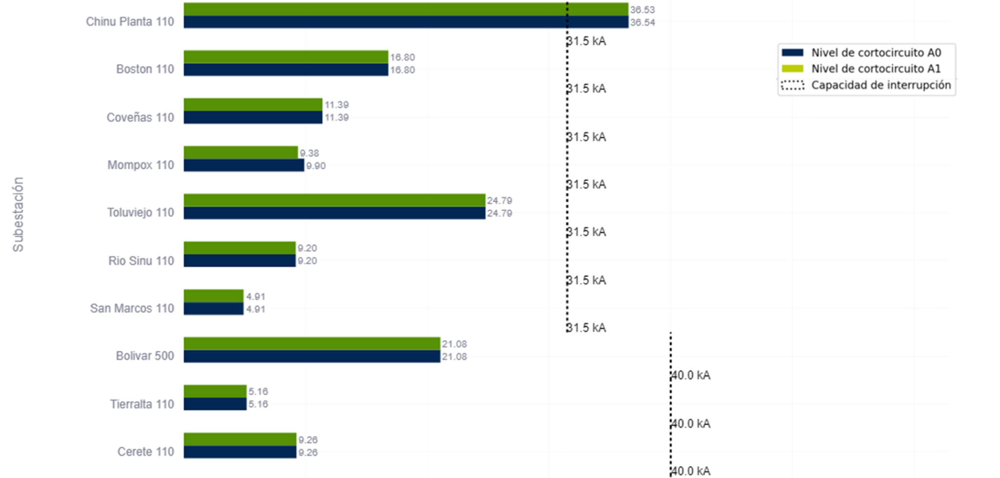 Subestación
Chinu Planta 110
36.53
36.54
31.5 kA
Boston 110
16.80
16.80
31.5 kA
Coveñas 110
11.39
11.39
31.5 kA
Mompox 110
9.38
9.90
31.5 kA
Toluviejo 110
24.79
24.79
31.5 kA
Rio Sinu 110
9.20
9.20
31.5 kA
San Marcos 110
4.91
4.91
31.5 kA
Bolivar 500
21.08
21.08
40.0 kA
Tierralta 110
5.16
5.16
40.0 kA
Cerete 110
9.26
9.26
40.0 kA
Nivel de cortocircuito A0
Nivel de cortocircuito A1
Capacidad de interrupción